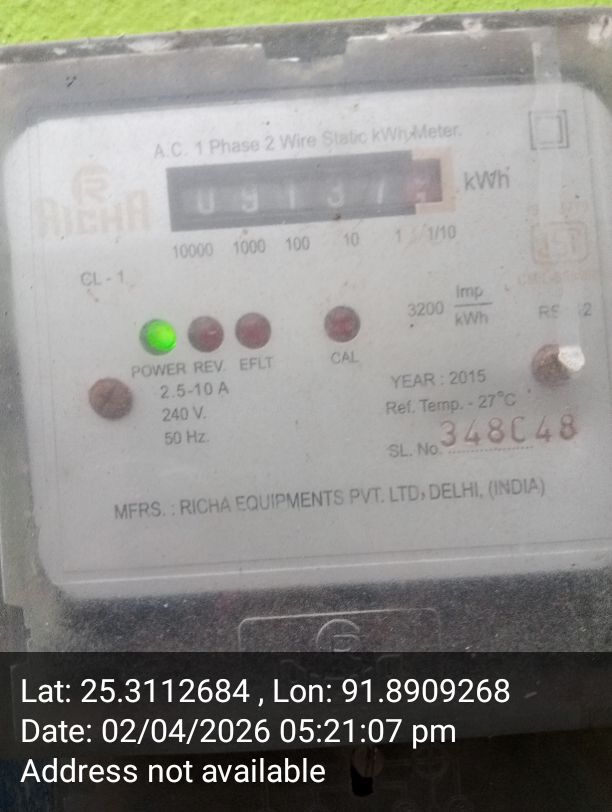 A.C. 1 Phase 2 Wire Static kWh Meter.
RICHA
09137
kWh
10000 1000 100 10 1 1/10
CL - 1
3200 Imp
kWh
POWER REV. EFLT CAL
2.5-10 A
240 V.
50 Hz.
YEAR : 2015
Ref. Temp. - 27°C
SL. No. 348C48
MFRS. : RICHA EQUIPMENTS PVT. LTD, DELHI, (INDIA)
Lat: 25.3112684 , Lon: 91.8909268
Date: 02/04/2026 05:21:07 pm
Address not available